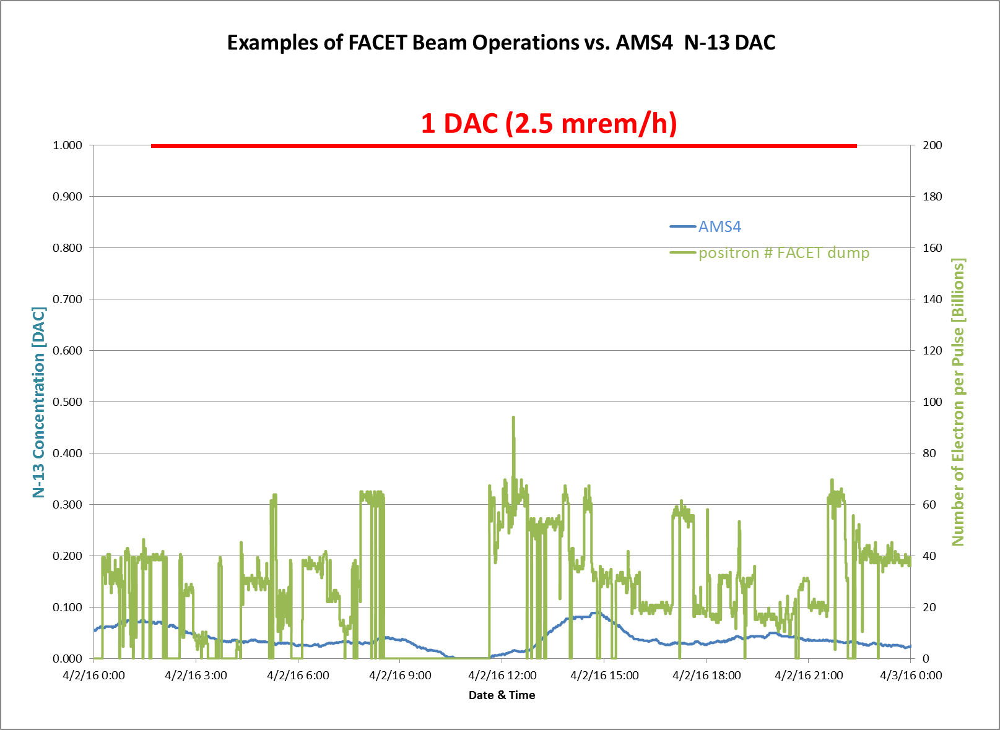 Examples of FACET Beam Operations vs. AMS4  N-13 DAC
1 DAC (2.5 mrem/h)
1.000
0.900
0.800
0.700
0.600
0.500
0.400
0.300
0.200
0.100
0.000
N-13 Concentration [DAC]
AMS4
positron # FACET dump
200
180
160
140
120
100
80
60
40
20
0
Number of Electron per Pulse [Billions]
4/2/16 0:00 4/2/16 3:00 4/2/16 6:00 4/2/16 9:00 4/2/16 12:00 4/2/16 15:00 4/2/16 18:00 4/2/16 21:00 4/3/16 0:00
Date & Time